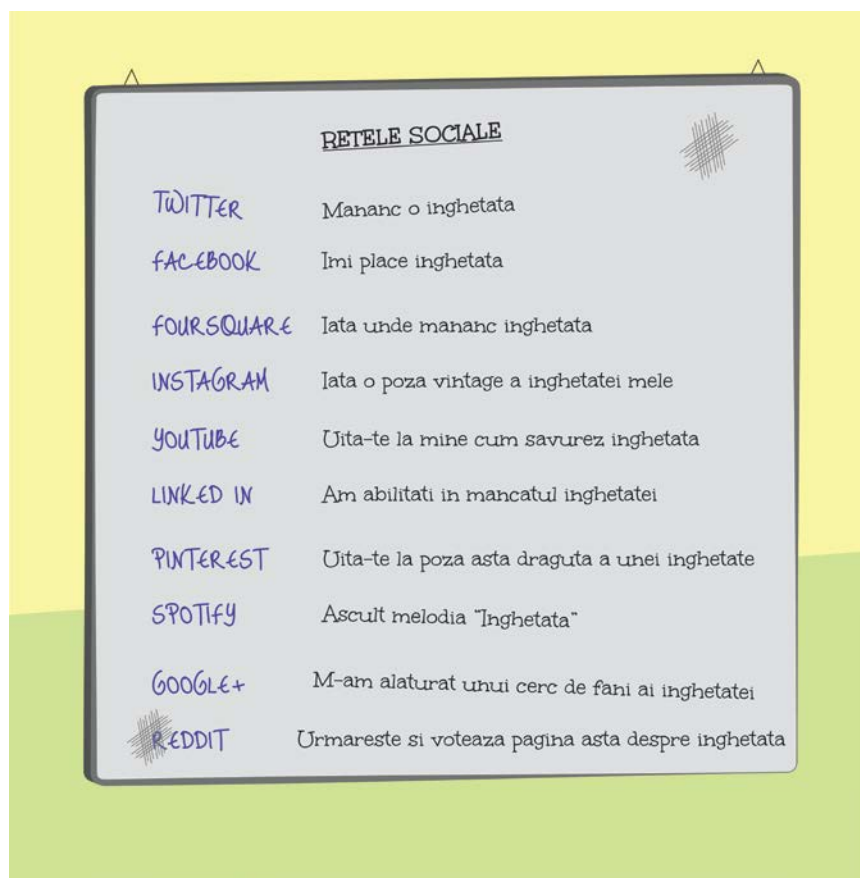 RETELE SOCIALE
TWITTER Mananc o inghetata
FACEBOOK Imi place inghetata
FOURSQUARE Iata unde mananc inghetata
INSTAGRAM Iata o poza vintage a inghetatei mele
YOUTUBE Uita-te la mine cum savurez inghetata
LINKED IN Am abilitati in mancatul inghetatei
PINTEREST Uita-te la poza asta draguta a unei inghetate
SPOTIFY Ascult melodia "Inghetata"
GOOGLE+ M-am alaturat unui cerc de fani ai inghetatei
REDDIT Urmareste si voteaza pagina asta despre inghetata